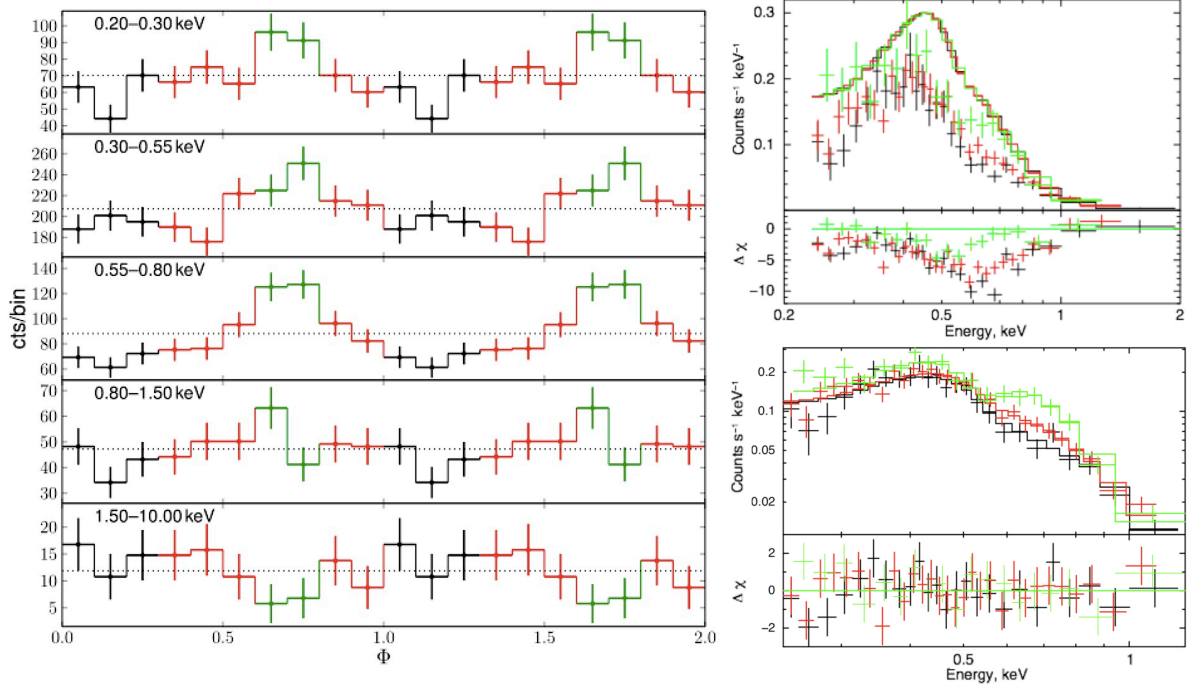 0.20−0.30 keV
100
90
80
70
60
50
40
0.30−0.55 keV
260
240
220
200
180
0.55−0.80 keV
140
120
100
80
60
0.80−1.50 keV
70
60
50
40
30
1.50−10.00 keV
20
15
10
5
0.0 0.5 1.0 1.5 2.0
Φ
cts/bin
0.3
0.2
0.1
Counts s⁻¹ keV⁻¹
0
−5
−10
Δ χ
0.2 0.5 1 2
Energy, keV
0.2
0.1
0.05
0.02
Counts s⁻¹ keV⁻¹
2
0
−2
Δ χ
0.5 1
Energy, keV